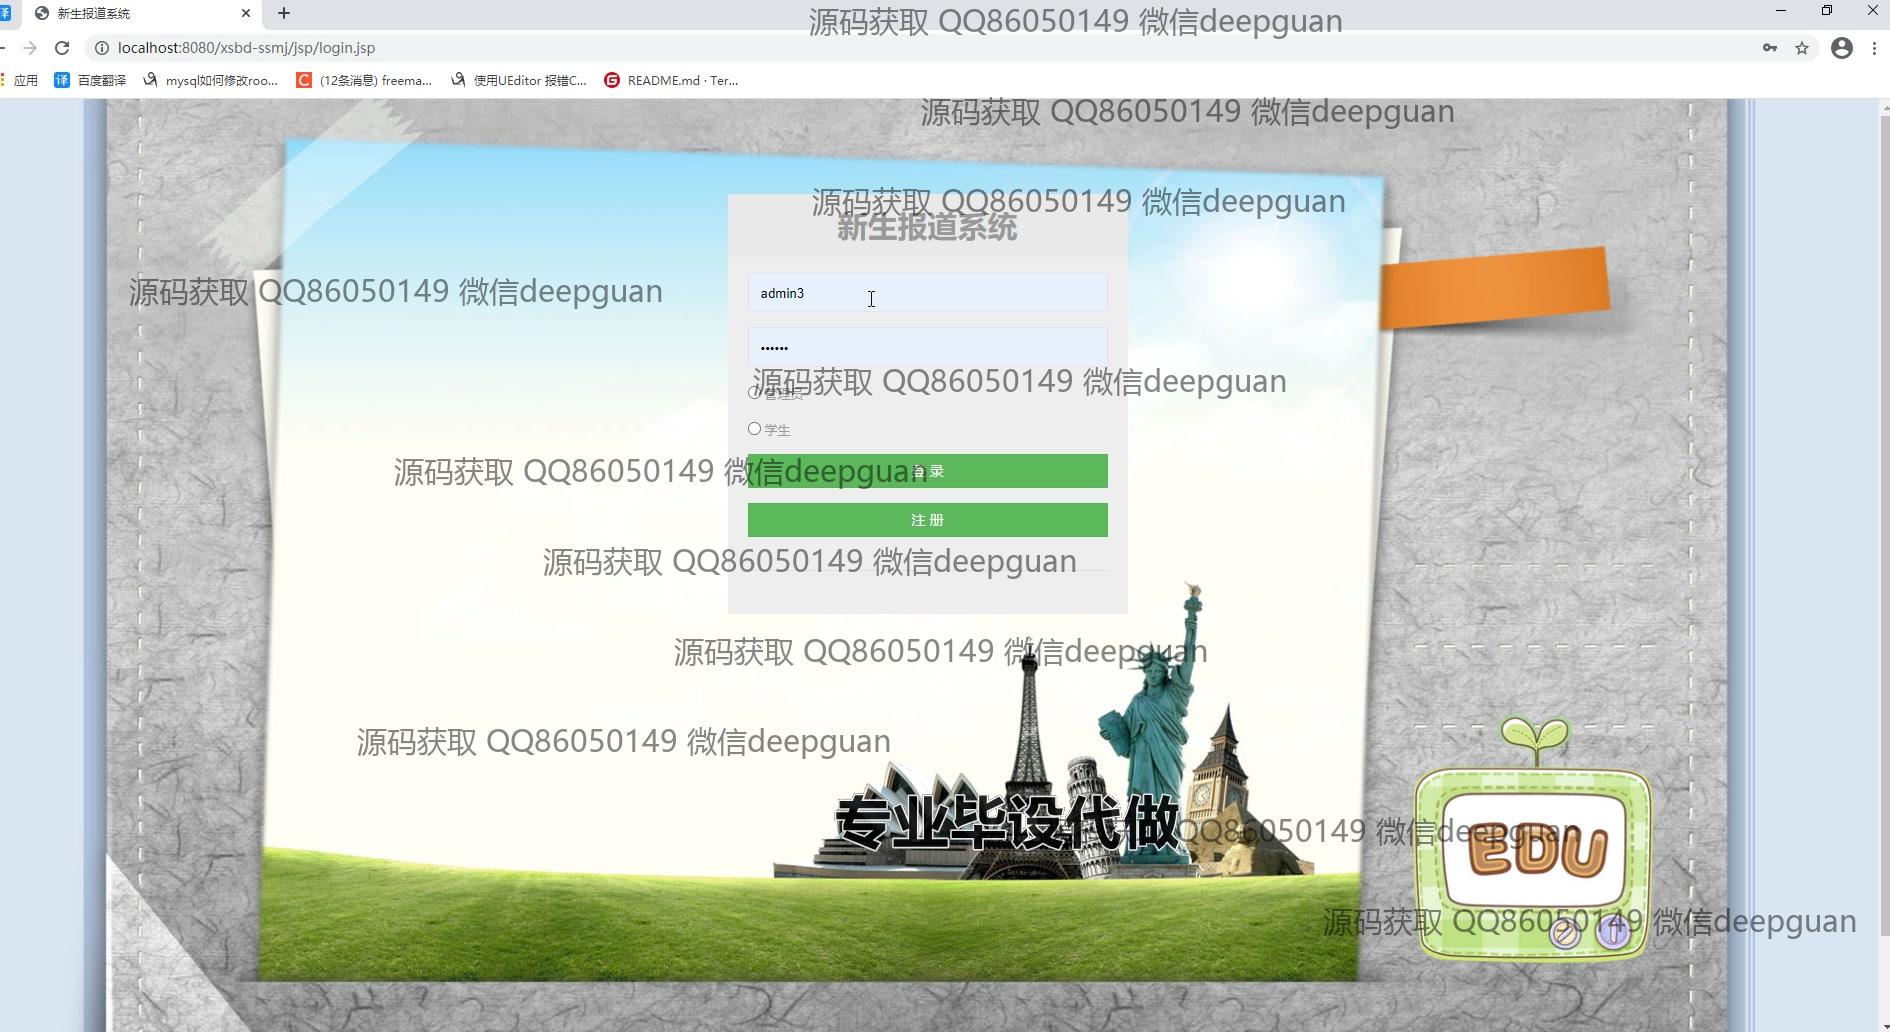 译
新生报道系统
源码获取 QQ86050149 微信deepguan
localhost:8080/xsbd-ssmj/jsp/login.jsp
应用
译 百度翻译
mysql如何修改roo...
C (12条消息) freema...
使用UEditor 报错C...
G README.md · Ter...
源码获取 QQ86050149 微信deepguan
源码获取 QQ86050149 微信deepguan
新生报道系统
源码获取 QQ86050149 微信deepguan
admin3
••••••
源码获取 QQ86050149 微信deepguan
管理员
学生
源码获取 QQ86050149 微信deepguan
登 录
注 册
源码获取 QQ86050149 微信deepguan
源码获取 QQ86050149 微信deepguan
源码获取 QQ86050149 微信deepguan
专业毕设代做
QQ86050149 微信deepguan
EDU
源码获取 QQ86050149 微信deepguan